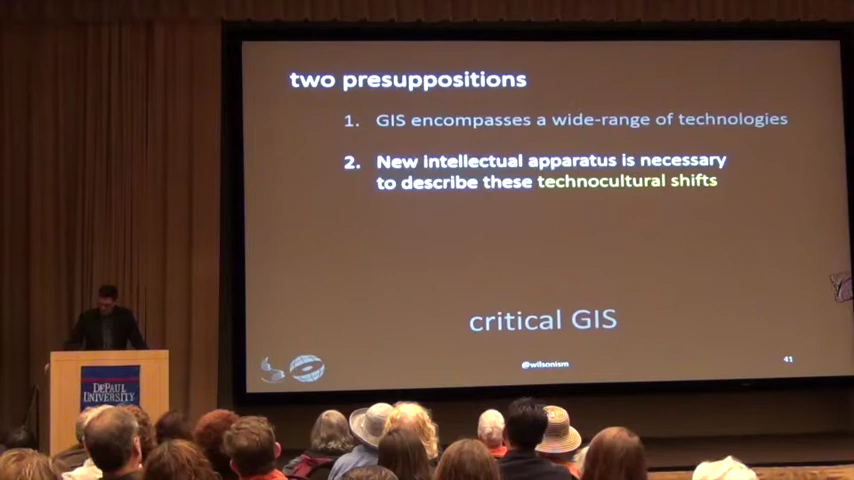 two presuppositions
1. GIS encompasses a wide-range of technologies
2. New intellectual apparatus is necessary
to describe these technocultural shifts
critical GIS
@wilsonism
41
DEPAUL
UNIVERSITY